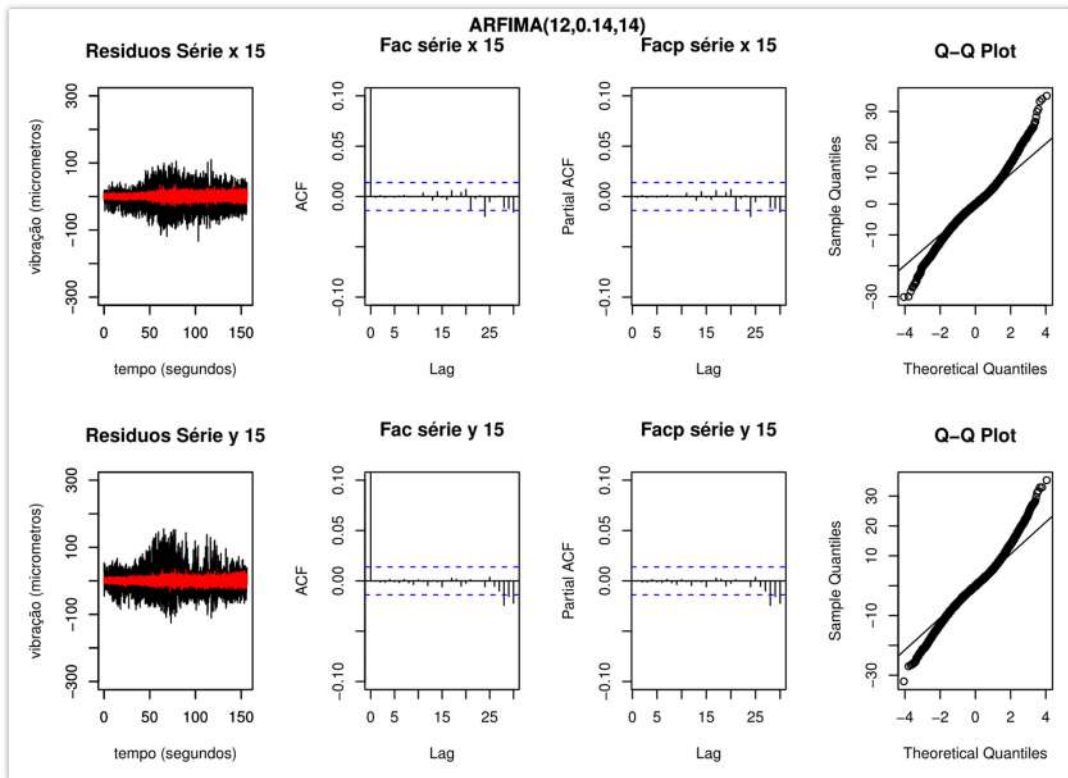 ARFIMA(12,0.14,14)
Residuos Série x 15
vibração (micrometros)
300
100
−100
−300
0 50 100 150
tempo (segundos)
Fac série x 15
ACF
0.10
0.05
0.00
−0.10
0 5 15 25
Lag
Facp série x 15
Partial ACF
0.10
0.05
0.00
−0.10
0 5 15 25
Lag
Q−Q Plot
Sample Quantiles
30
20
10
0
−10
−30
−4 −2 0 2 4
Theoretical Quantiles
Residuos Série y 15
vibração (micrometros)
300
100
−100
−300
0 50 100 150
tempo (segundos)
Fac série y 15
ACF
0.10
0.05
0.00
−0.10
0 5 15 25
Lag
Facp série y 15
Partial ACF
0.10
0.05
0.00
−0.10
0 5 15 25
Lag
Q−Q Plot
Sample Quantiles
30
10
−10
−30
−4 −2 0 2 4
Theoretical Quantiles